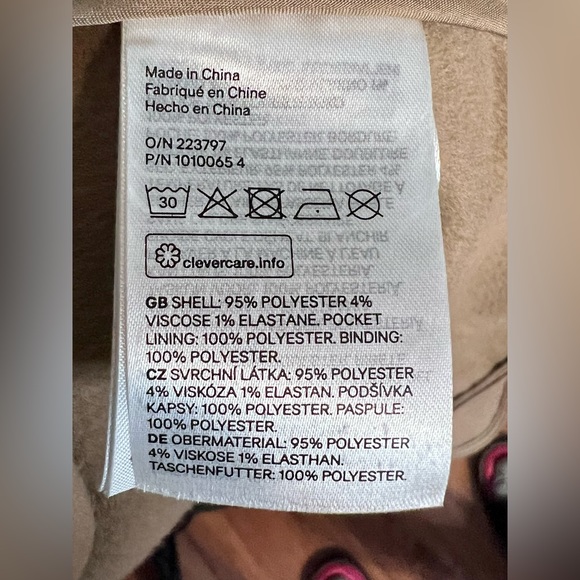 Made in China
Fabriqué en Chine
Hecho en China
O/N 223797
P/N 1010065 4
30
clevercare.info
GB SHELL: 95% POLYESTER 4%
VISCOSE 1% ELASTANE. POCKET
LINING: 100% POLYESTER. BINDING:
100% POLYESTER.
CZ SVRCHNÍ LÁTKA: 95% POLYESTER
4% VISKÓZA 1% ELASTAN. PODŠÍVKA
KAPSY: 100% POLYESTER. PASPULE:
100% POLYESTER.
DE OBERMATERIAL: 95% POLYESTER
4% VISKOSE 1% ELASTHAN.
TASCHENFUTTER: 100% POLYESTER.